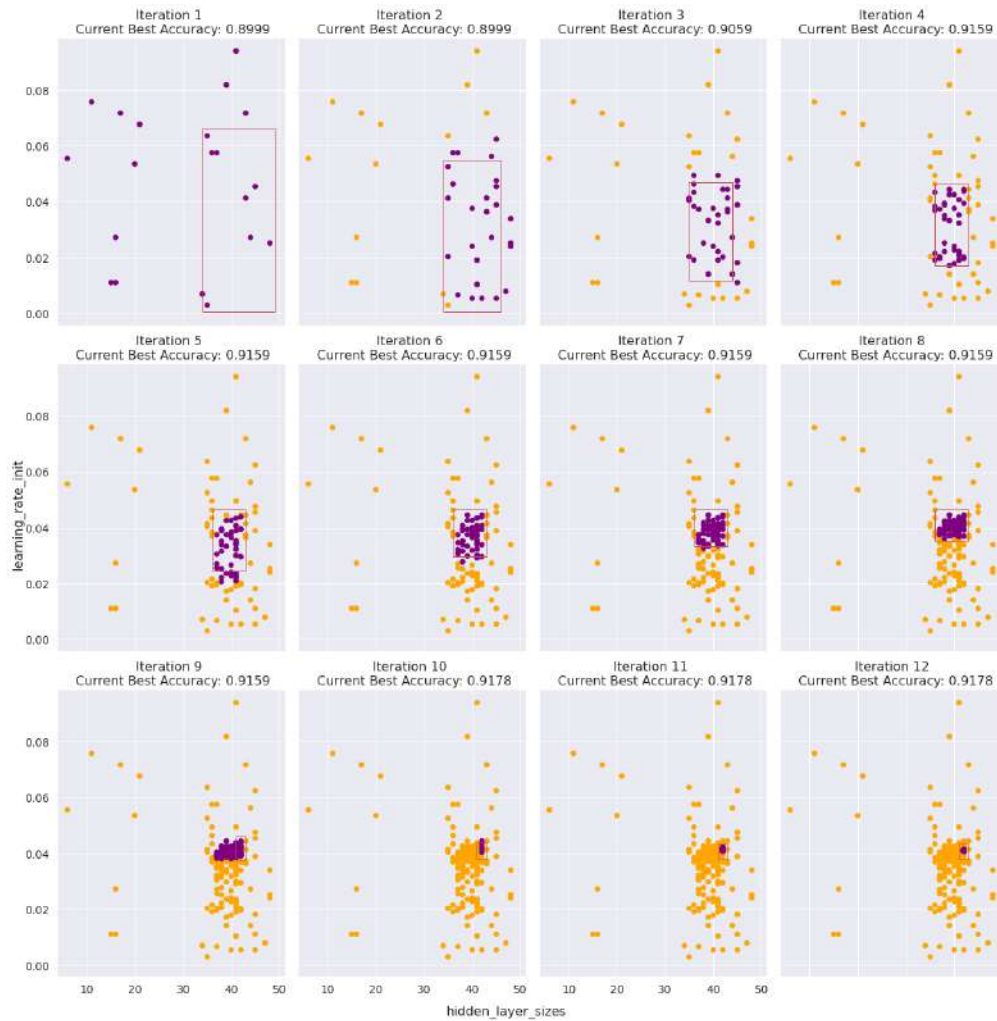 Iteration 1
Current Best Accuracy: 0.8999
Iteration 2
Current Best Accuracy: 0.8999
Iteration 3
Current Best Accuracy: 0.9059
Iteration 4
Current Best Accuracy: 0.9159
0.08
0.06
0.04
0.02
0.00
Iteration 5
Current Best Accuracy: 0.9159
Iteration 6
Current Best Accuracy: 0.9159
Iteration 7
Current Best Accuracy: 0.9159
Iteration 8
Current Best Accuracy: 0.9159
learning_rate_init
0.08
0.06
0.04
0.02
0.00
Iteration 9
Current Best Accuracy: 0.9159
Iteration 10
Current Best Accuracy: 0.9178
Iteration 11
Current Best Accuracy: 0.9178
Iteration 12
Current Best Accuracy: 0.9178
0.08
0.06
0.04
0.02
0.00
10 20 30 40 50
10 20 30 40 50
10 20 30 40 50
10 20 30 40 50
hidden_layer_sizes